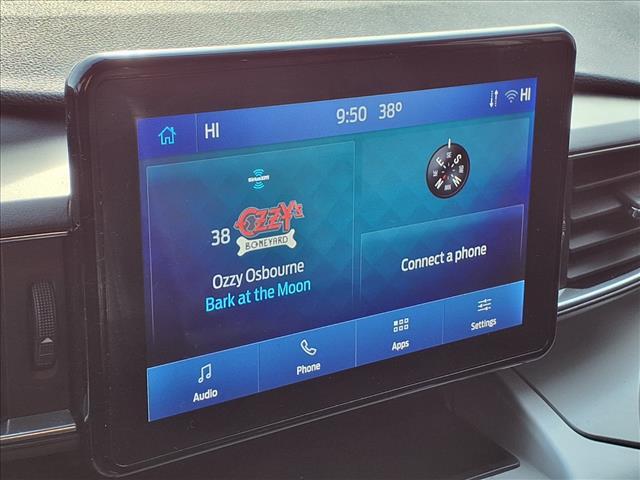 HI
9:50 38°
HI
SiriusXM
38
OZZY's
BONEYARD
Ozzy Osbourne
Bark at the Moon
E
S
N
Connect a phone
Audio
Phone
Apps
Settings